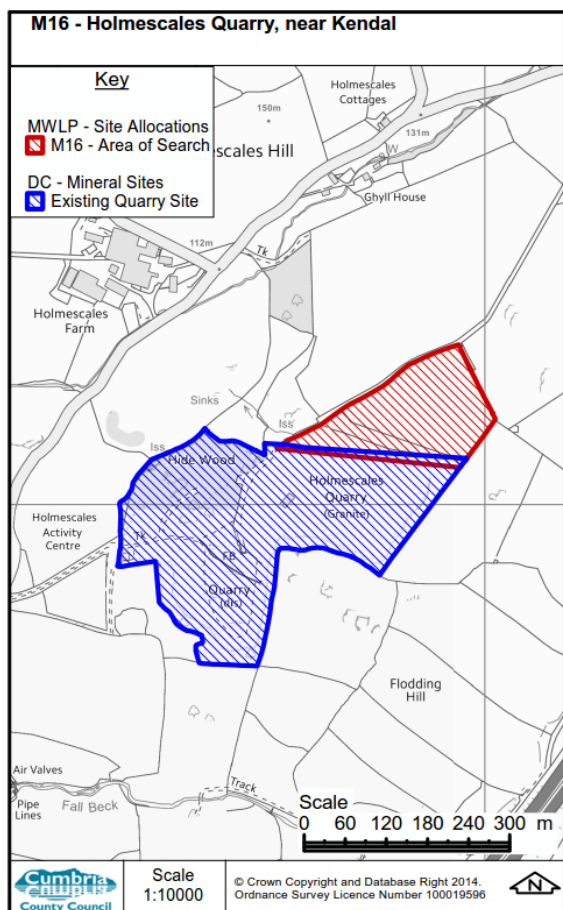 M16 - Holmescales Quarry, near Kendal
Key
MWLP - Site Allocations
M16 - Area of Search
DC - Mineral Sites
Existing Quarry Site
Holmescales
Cottages
150m
131m
escales Hill
W
Ghyll House
112m
Tk
Holmescales
Farm
Sinks
Iss
Iss
Hide Wood
Holmescales
Quarry
(Granite)
Holmescales
Activity
Centre
TK
FB
Quarry
(dis)
Flodding
Hill
Air Valves
Pipe
Lines
Fall Beck
Track
Scale
0 60 120 180 240 300 m
Cumbria
County Council
Scale
1:10000
© Crown Copyright and Database Right 2014.
Ordnance Survey Licence Number 100019596
N